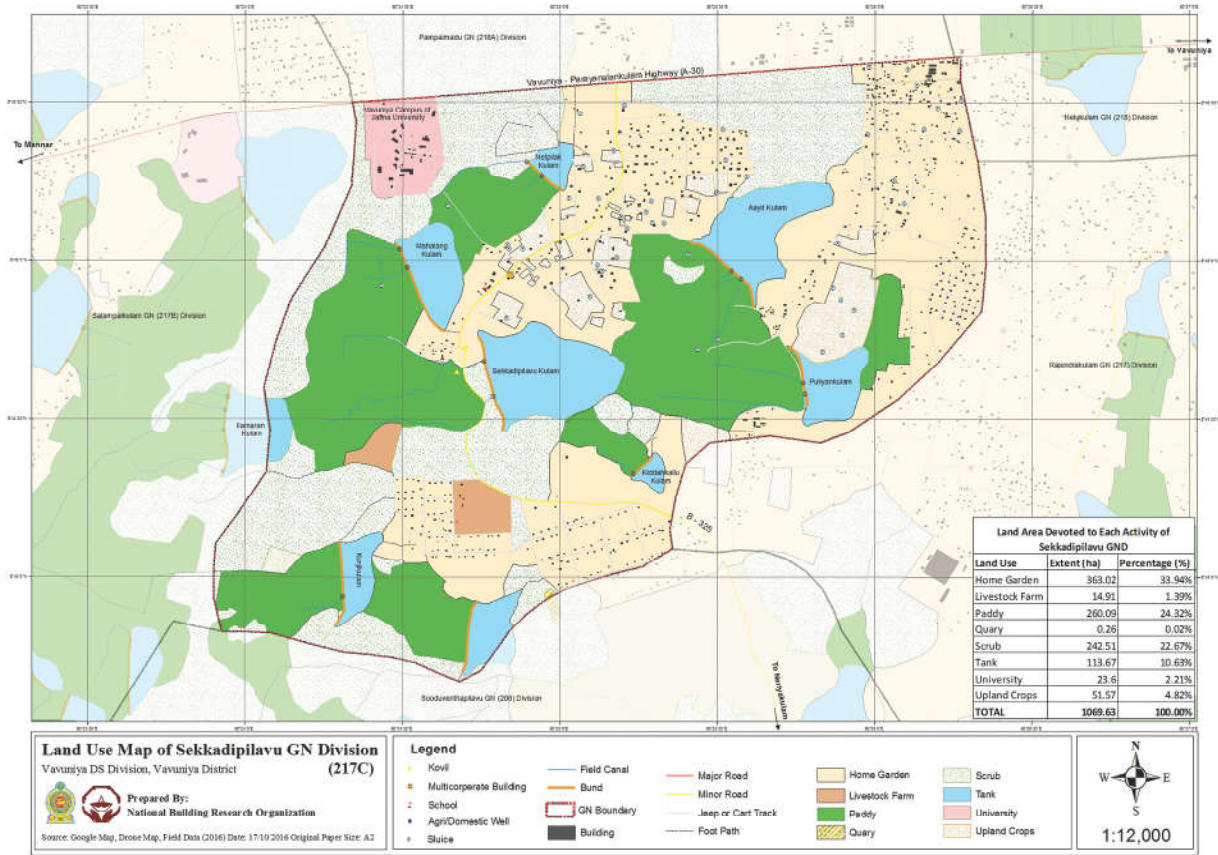 Pampaimadu GN (218A) Division
To Vavuniya
Vavuniya - Parayanalankulam Highway (A-30)
Vavuniya Campus of
Jaffna University
Nelykulam GN (218) Division
To Mannar
Nelpilak
Kulam
Aayit Kulam
Mahalang
Kulam
Salampaikulam GN (217B) Division
Sekkadipilavu Kulam
Puliyankulam
Rajendrakulam GN (217) Division
Ilamaran
Kulam
Kulam
B - 325
Sooduventhapilavu GN (208) Division
To Neriyakulam
Land Area Devoted to Each Activity of
Sekkadipilavu GND
Land Use Extent (ha) Percentage (%)
Home Garden 363.02 33.94%
Livestock Farm 14.91 1.39%
Paddy 260.09 24.32%
Quary 0.26 0.02%
Scrub 242.51 22.67%
Tank 113.67 10.63%
University 23.6 2.21%
Upland Crops 51.57 4.82%
TOTAL 1069.63 100.00%
Land Use Map of Sekkadipilavu GN Division
Vavuniya DS Division, Vavuniya District (217C)
Prepared By:
National Building Research Organization
Source: Google Map, Drone Map, Field Data (2016) Date: 17/10/2016 Original Paper Size: A2
Legend
Kovil
Multicorporate Building
School
Agri/Domestic Well
Sluice
Field Canal
Bund
GN Boundary
Building
Major Road
Minor Road
Jeep or Cart Track
Foot Path
Home Garden
Livestock Farm
Paddy
Quary
Scrub
Tank
University
Upland Crops
N
W E
S
1:12,000